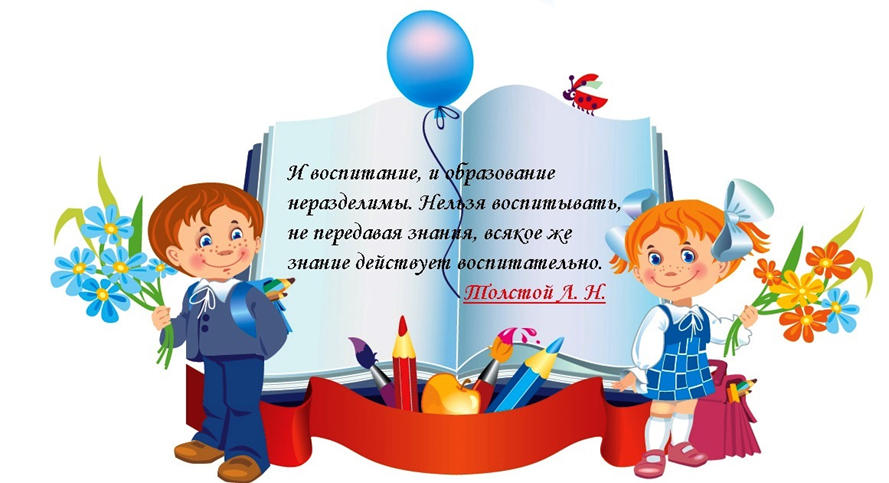 И воспитание, и образование
неразделимы. Нельзя воспитывать,
не передавая знания, всякое же
знание действует воспитательно.
Толстой Л. Н.